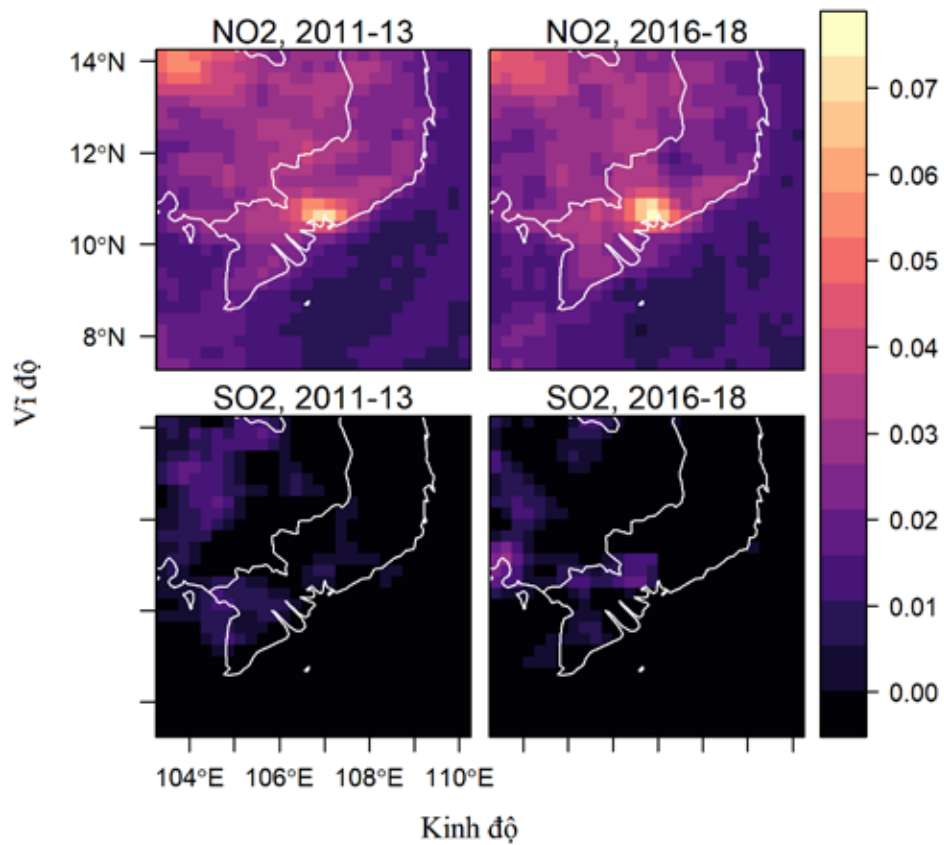 NO2, 2011-13
NO2, 2016-18
14°N
12°N
10°N
8°N
0.07
0.06
0.05
0.04
0.03
0.02
0.01
0.00
Vĩ độ
SO2, 2011-13
SO2, 2016-18
104°E 106°E 108°E 110°E
Kinh độ